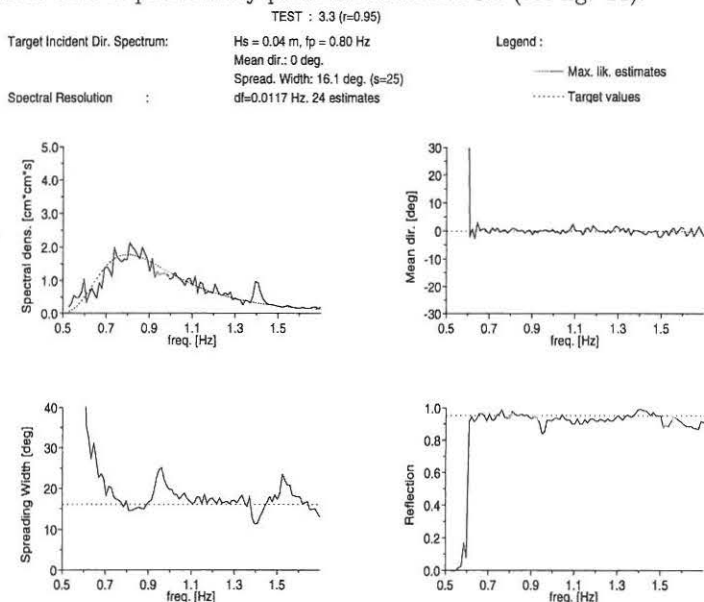 TEST : 3.3 (r=0.95)
Target Incident Dir. Spectrum: Hs = 0.04 m, fp = 0.80 Hz Legend :
Mean dir.: 0 deg.
Spread. Width: 16.1 deg. (s=25) Max. lik. estimates
Spectral Resolution : df=0.0117 Hz. 24 estimates Target values
Spectral dens. [cm*cm*s]
5.0
4.0
3.0
2.0
1.0
0.0
0.5 0.7 0.9 1.1 1.3 1.5
freq. [Hz]
Mean dir. [deg]
30
20
10
0
-10
-20
-30
0.5 0.7 0.9 1.1 1.3 1.5
freq. [Hz]
Spreading Width [deg]
40
30
20
10
0
0.5 0.7 0.9 1.1 1.3 1.5
freq. [Hz]
Reflection
1.0
0.8
0.6
0.4
0.2
0.0
0.5 0.7 0.9 1.1 1.3 1.5
freq. [Hz]